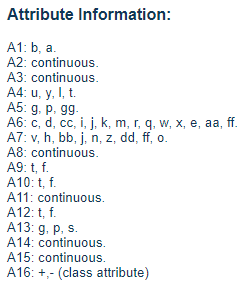 Attribute Information:
A1: b, a.
A2: continuous.
A3: continuous.
A4: u, y, l, t.
A5: g, p, gg.
A6: c, d, cc, i, j, k, m, r, q, w, x, e, aa, ff.
A7: v, h, bb, j, n, z, dd, ff, o.
A8: continuous.
A9: t, f.
A10: t, f.
A11: continuous.
A12: t, f.
A13: g, p, s.
A14: continuous.
A15: continuous.
A16: +,- (class attribute)